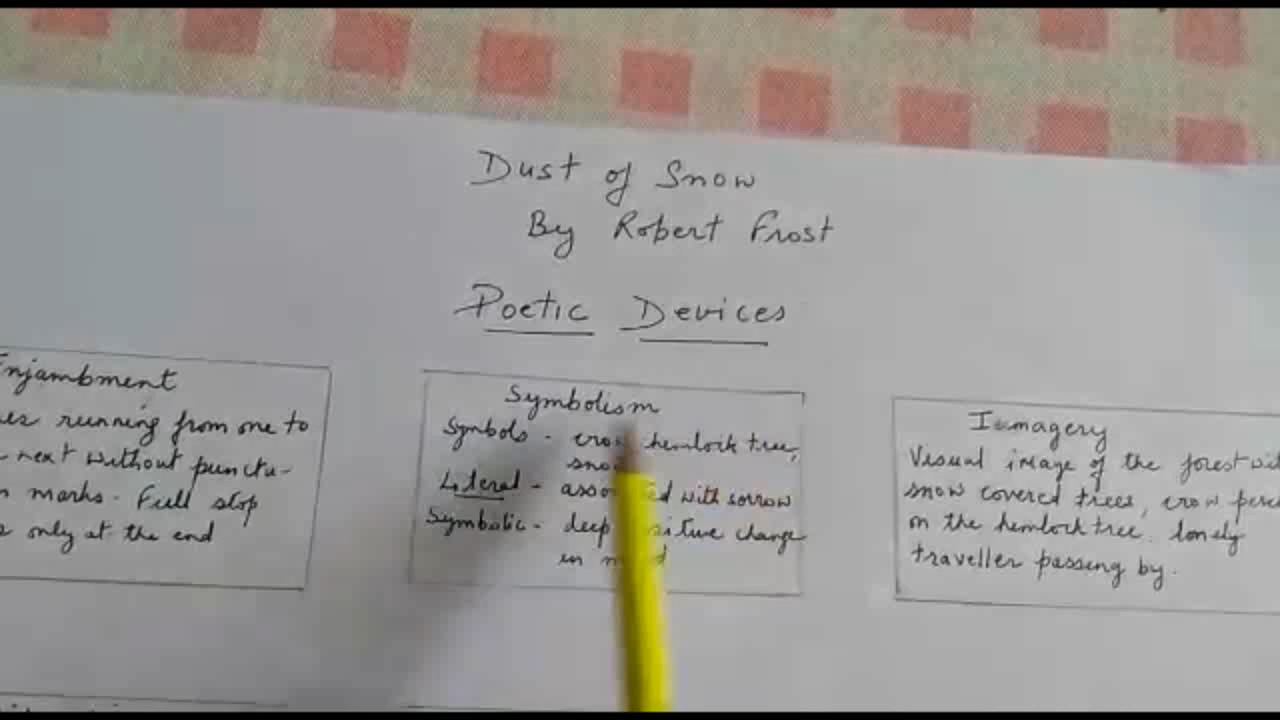 Dust of Snow
By Robert Frost
Poetic Devices
Enjambment
running from one to
next without punctu-
marks. Full stop
only at the end
Symbolism
Symbols - crow, hemlock tree,
snow
Literal - associated with sorrow
Symbolic - deep positive change
in
Imagery
Visual image of the forest
snow covered trees, crow
on the hemlock tree. lonely
traveller passing by.